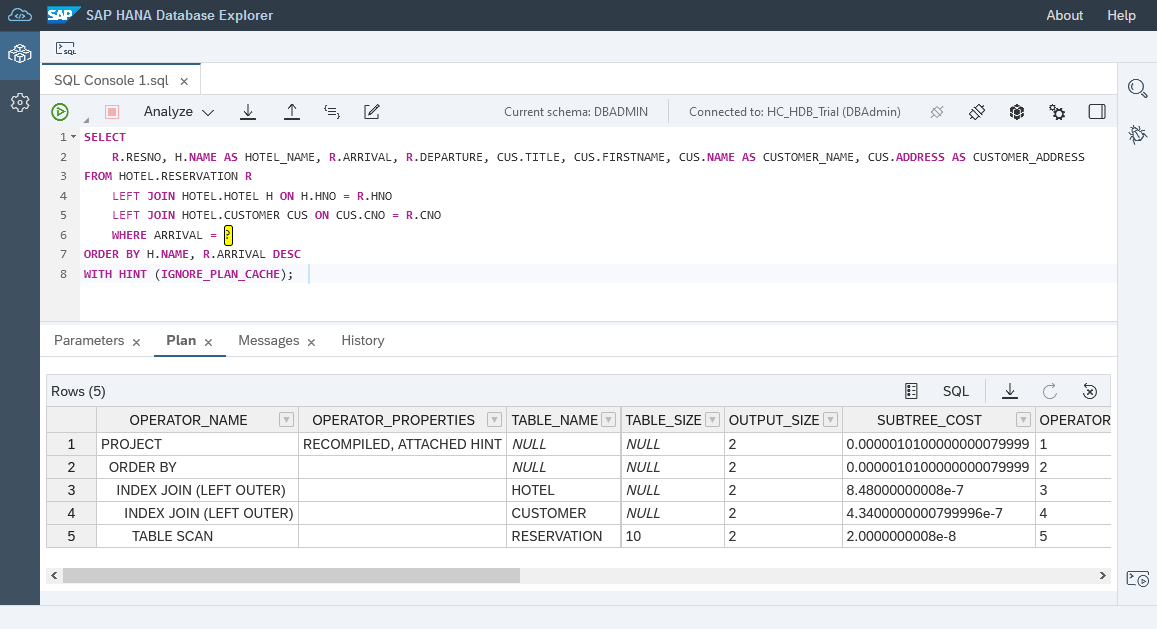 SAP SAP HANA Database Explorer About Help
SQL
SQL Console 1.sql ×
Analyze Current schema: DBADMIN Connected to: HC_HDB_Trial (DBAdmin)
1 SELECT
2 R.RESNO, H.NAME AS HOTEL_NAME, R.ARRIVAL, R.DEPARTURE, CUS.TITLE, CUS.FIRSTNAME, CUS.NAME AS CUSTOMER_NAME, CUS.ADDRESS AS CUSTOMER_ADDRESS
3 FROM HOTEL.RESERVATION R
4 LEFT JOIN HOTEL.HOTEL H ON H.HNO = R.HNO
5 LEFT JOIN HOTEL.CUSTOMER CUS ON CUS.CNO = R.CNO
6 WHERE ARRIVAL = ?
7 ORDER BY H.NAME, R.ARRIVAL DESC
8 WITH HINT (IGNORE_PLAN_CACHE);
Parameters × Plan × Messages × History
Rows (5) SQL
OPERATOR_NAME OPERATOR_PROPERTIES TABLE_NAME TABLE_SIZE OUTPUT_SIZE SUBTREE_COST OPERATOR
1 PROJECT RECOMPILED, ATTACHED HINT NULL NULL 2 0.0000010100000000079999 1
2 ORDER BY NULL NULL 2 0.0000010100000000079999 2
3 INDEX JOIN (LEFT OUTER) HOTEL NULL 2 8.48000000008e-7 3
4 INDEX JOIN (LEFT OUTER) CUSTOMER NULL 2 4.3400000000799996e-7 4
5 TABLE SCAN RESERVATION 10 2 2.0000000008e-8 5